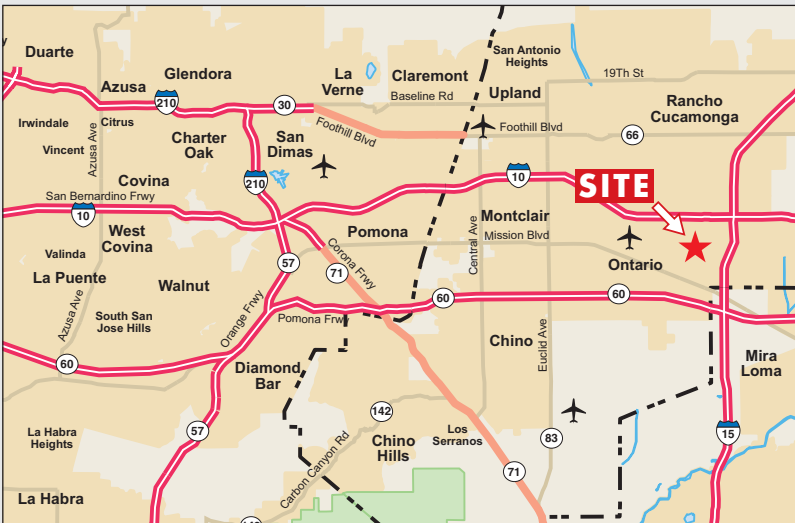 y
Duarte
Azusa
Glendora
La
Verne
Claremont
San Antonio
Heights
19Th St
Upland
Baseline Rd
Rancho
Cucamonga
210
30
Foothill Blvd
Foothill Blvd
66
Irwindale
Citrus
Azusa Ave
Vincent
Charter
Oak
San
Dimas
210
10
SITE
Covina
San Bernardino Frwy
10
West
Covina
Pomona
Montclair
Mission Blvd
Central Ave
Ontario
Valinda
La Puente
Walnut
57
Corona Frwy
71
60
60
Azusa Ave
South San
Jose Hills
Orange Frwy
Pomona Frwy
60
Diamond
Bar
Chino
Euclid Ave
Mira
Loma
142
La Habra
Heights
57
Chino
Hills
Los
Serranos
83
15
Carbon Canyon Rd
71
La Habra